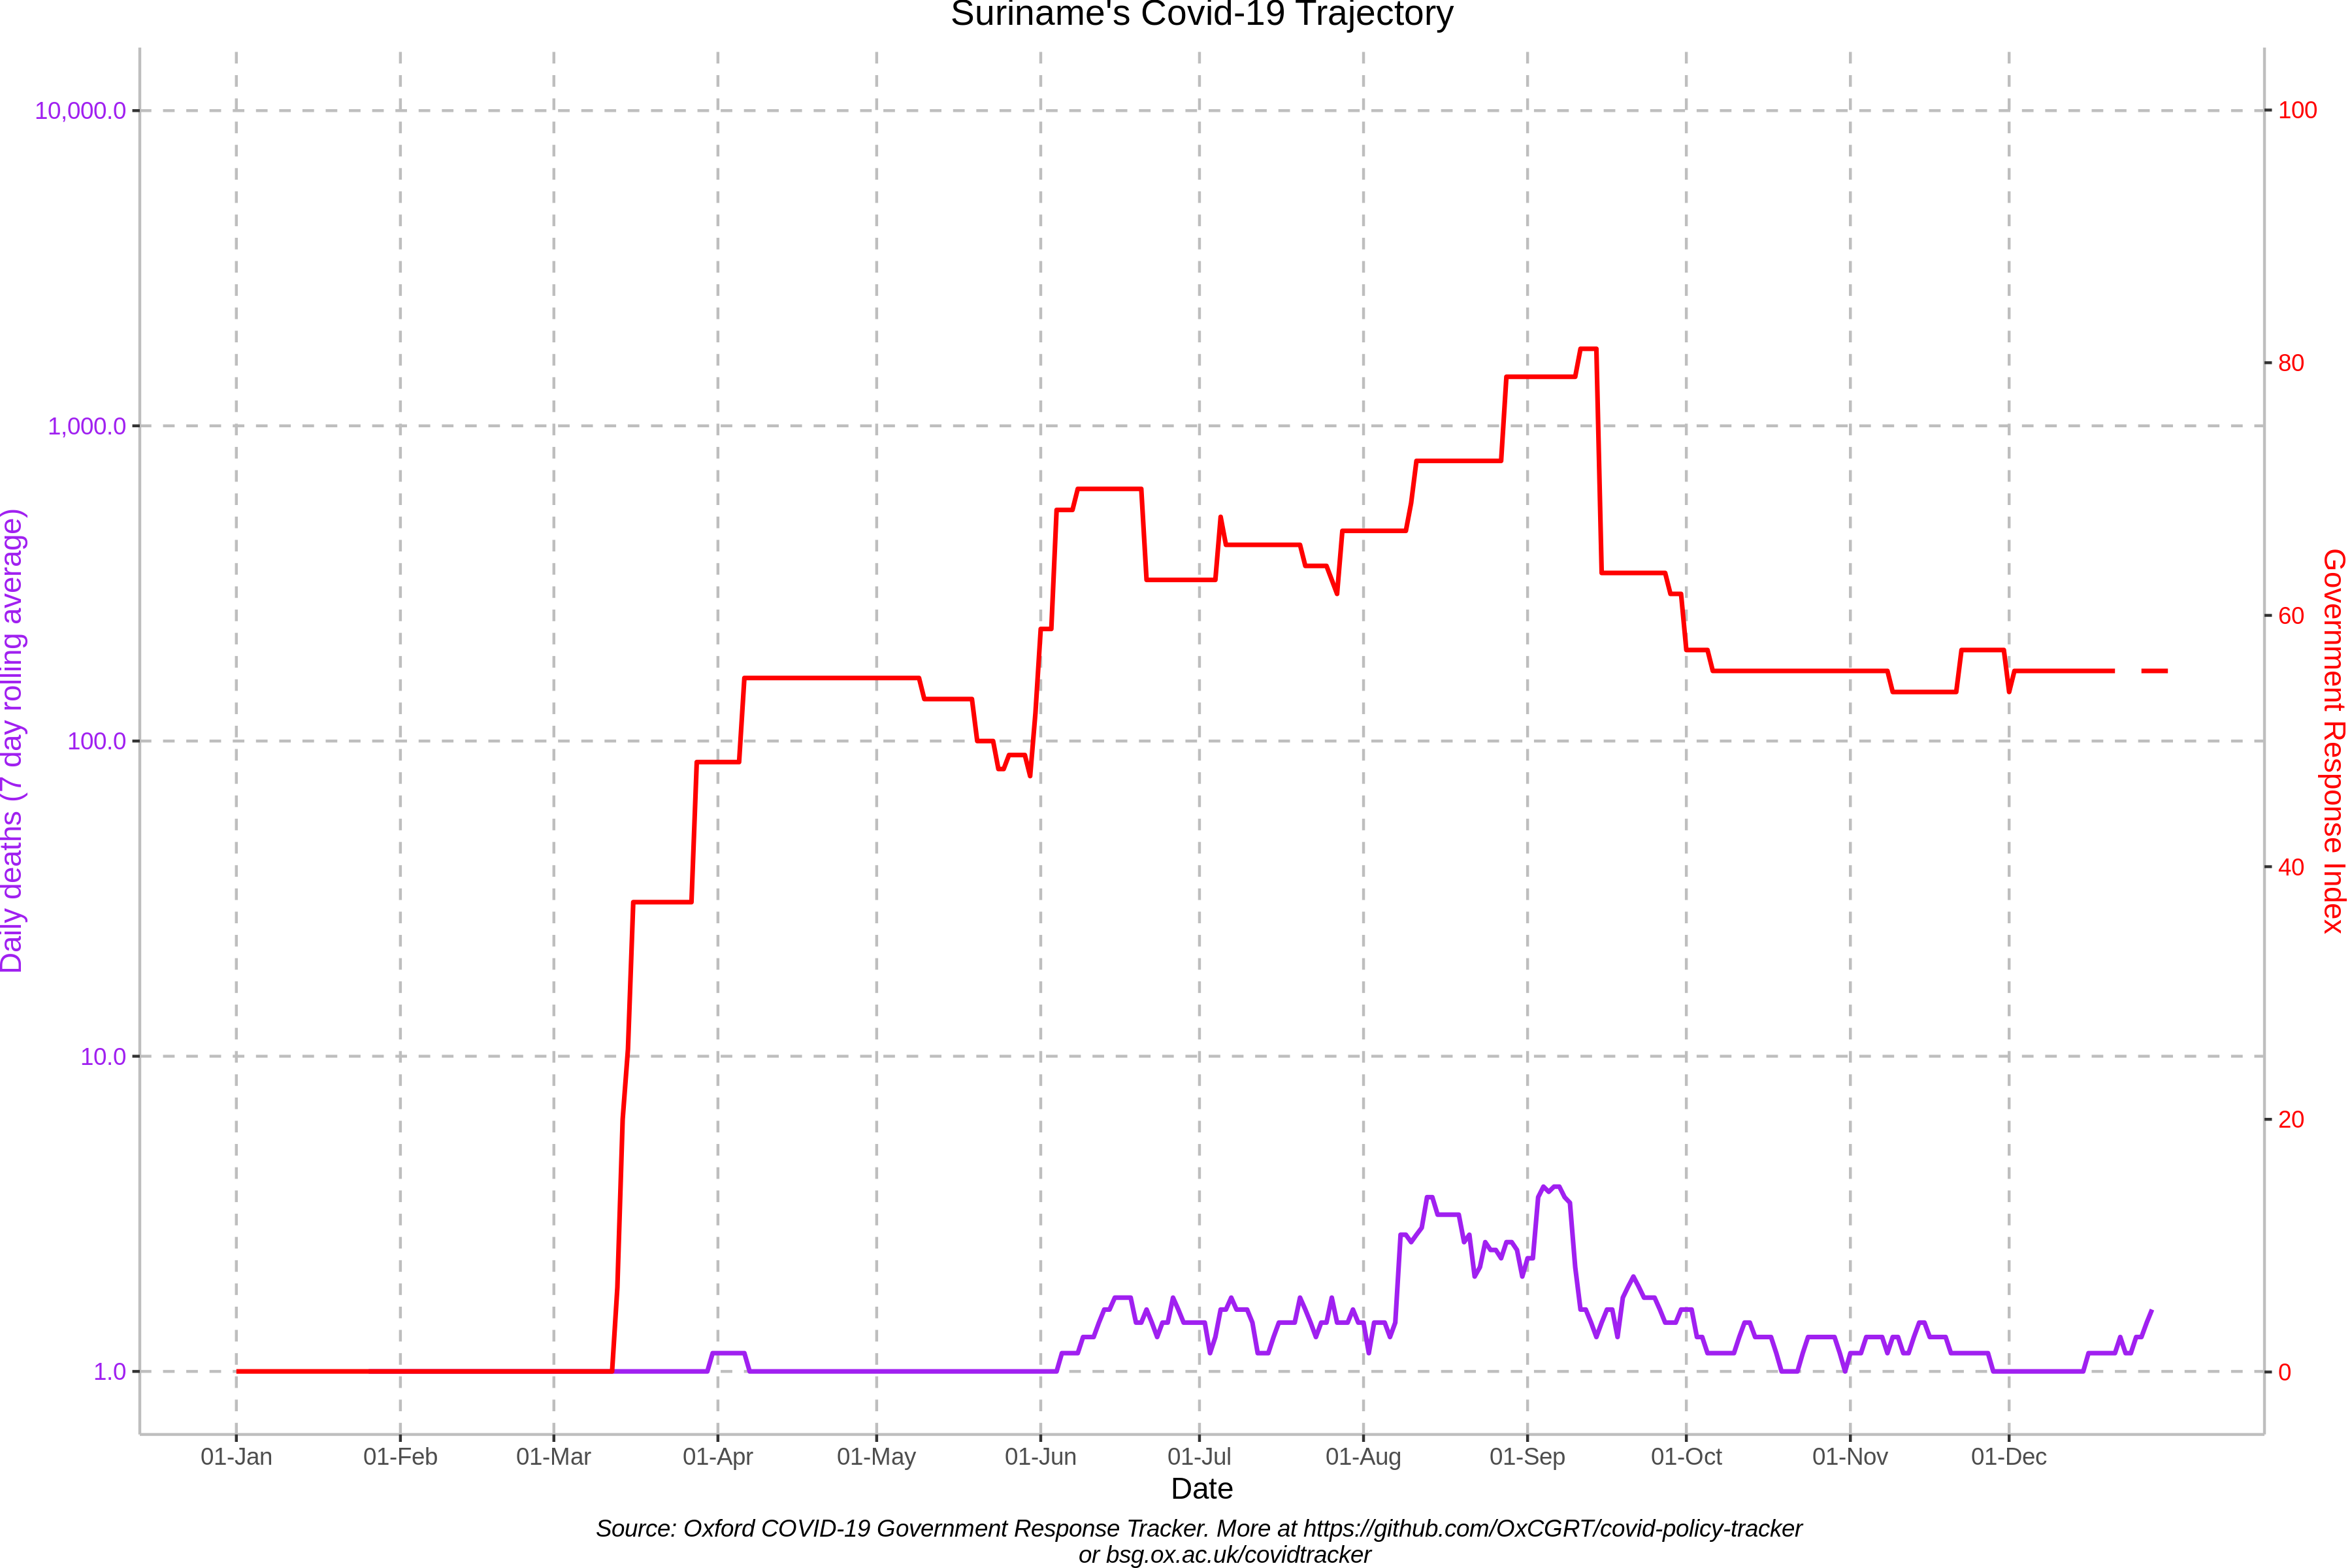 Suriname's Covid-19 Trajectory
10,000.0
1,000.0
100.0
10.0
1.0
Daily deaths (7 day rolling average)
100
80
60
40
20
0
Government Response Index
01-Jan 01-Feb 01-Mar 01-Apr 01-May 01-Jun 01-Jul 01-Aug 01-Sep 01-Oct 01-Nov 01-Dec
Date
Source: Oxford COVID-19 Government Response Tracker. More at https://github.com/OxCGRT/covid-policy-tracker
or bsg.ox.ac.uk/covidtracker